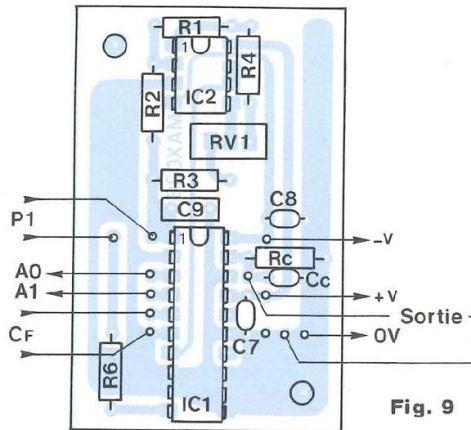 R1
1
R2
R4
IC2
RV1
R3
C9
C8
P1
1
-V
Rc
A0
Cc
A1
+V
Sortie
CF
C7
0V
R6
IC1
Fig. 9